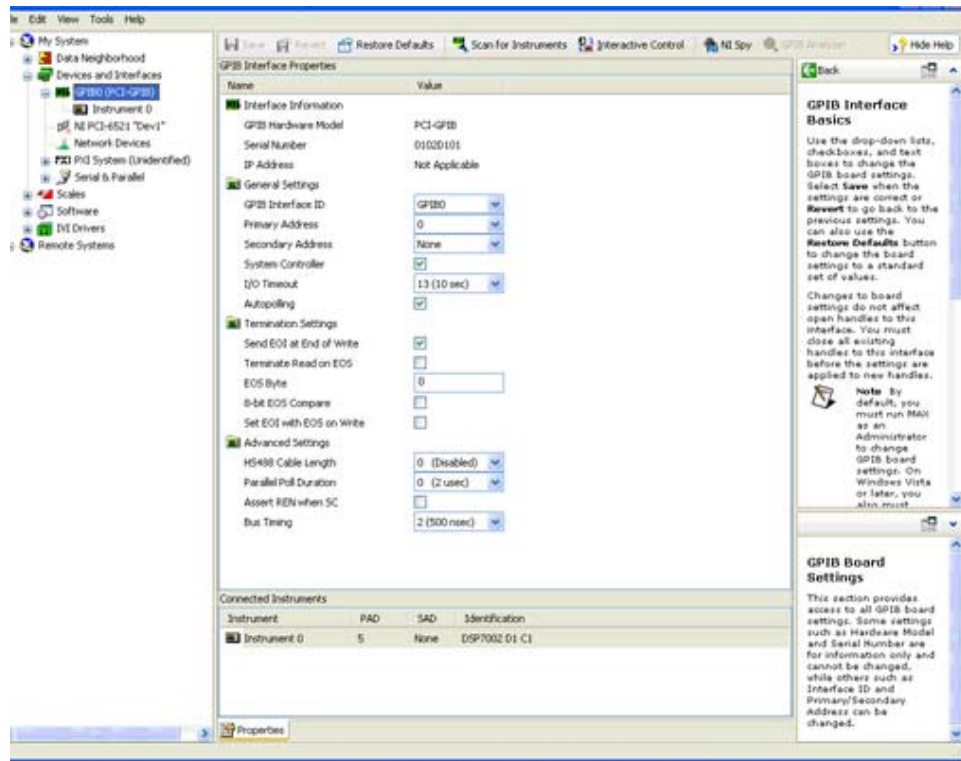 Edit View Tools Help
My System
Data Neighborhood
Devices and Interfaces
GPIB0 (PCI-GPIB)
Instrument 0
NI PCI-6521 "Dev1"
Network Devices
PXI PXI System (Unidentified)
Serial & Parallel
Scales
Software
IVI Drivers
Remote Systems
Save Revert Restore Defaults Scan for Instruments Interactive Control NI Spy GPIB Analyzer Hide Help
GPIB Interface Properties
Name Value
Interface Information
GPIB Hardware Model PCI-GPIB
Serial Number 0102D101
IP Address Not Applicable
General Settings
GPIB Interface ID GPIB0
Primary Address 0
Secondary Address None
System Controller
I/O Timeout 13 (10 sec)
Autopolling
Termination Settings
Send EOI at End of Write
Terminate Read on EOS
EOS Byte 0
8-bit EOS Compare
Set EOI with EOS on Write
Advanced Settings
HS488 Cable Length 0 (Disabled)
Parallel Poll Duration 0 (2 usec)
Assert REN when SC
Bus Timing 2 (500 nsec)
Connected Instruments
Instrument PAD SAD Identification
Instrument 0 5 None DSP7002 D1 C1
Properties
Back
GPIB Interface
Basics
Use the drop-down lists,
checkboxes, and text
boxes to change the
GPIB board settings.
Select Save when the
settings are correct or
Revert to go back to the
previous settings. You
can also use the
Restore Defaults button
to change the board
settings to a standard
set of values.
Changes to board
settings do not affect
open handles to this
interface. You must
close all existing
handles to this interface
before the settings are
applied to new handles.
Note By
default, you
must run MAX
as an
Administrator
to change
GPIB board
settings. On
Windows Vista
or later, you
also must
GPIB Board
Settings
This section provides
access to all GPIB board
settings. Some settings
such as Hardware Model
and Serial Number are
for information only and
cannot be changed,
while others such as
Interface ID and
Primary/Secondary
Address can be
changed.